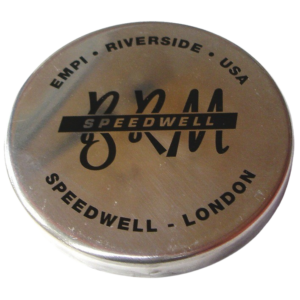 EMPI • RIVERSIDE • USA
BRM
SPEEDWELL
SPEEDWELL - LONDON